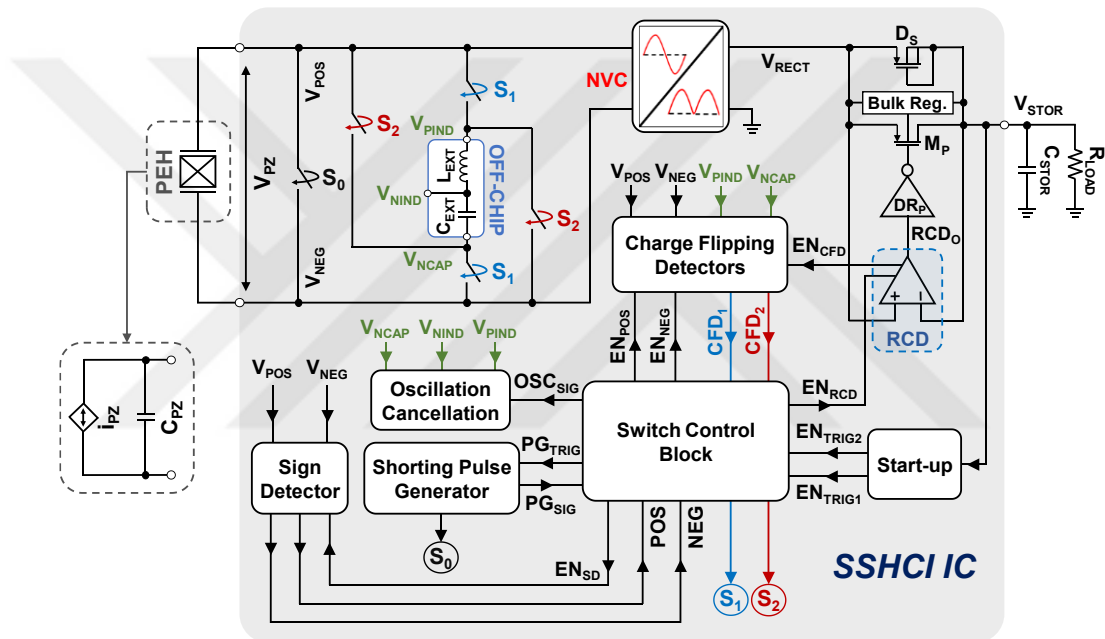 D_S
V_RECT
NVC
V_POS
S_1
Bulk Reg.
V_STOR
S_2
V_PIND
M_P
PEH
V_PZ
S_0
L_EXT
OFF-CHIP
C_STOR
R_LOAD
V_NIND
C_EXT
S_2
V_POS
V_NEG
V_PIND
V_NCAP
DR_P
RCD_O
V_NEG
V_NCAP
S_1
Charge Flipping
Detectors
EN_CFD
+
−
RCD
EN_POS
EN_NEG
CFD_1
CFD_2
V_NCAP
V_NIND
V_PIND
i_PZ
C_PZ
V_POS
V_NEG
Oscillation
Cancellation
OSC_SIG
EN_RCD
Switch Control
Block
EN_TRIG2
Start-up
EN_TRIG1
Sign
Detector
Shorting Pulse
Generator
PG_TRIG
PG_SIG
S_0
EN_SD
POS
NEG
S_1
S_2
SSHCI IC